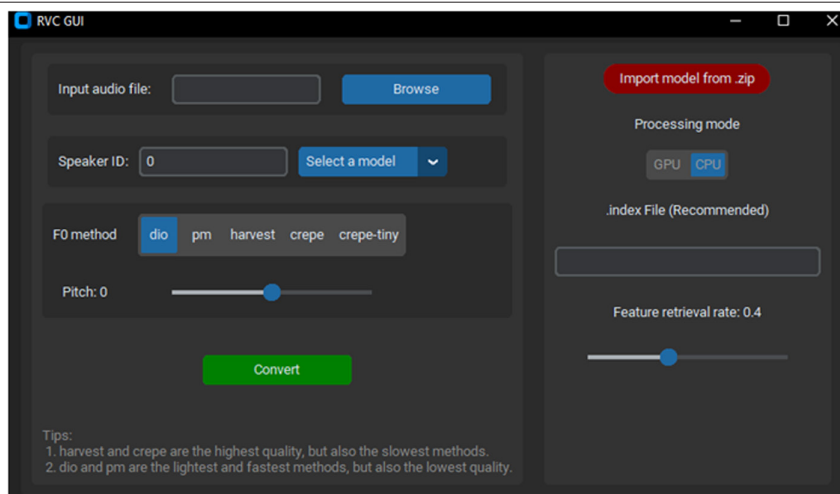 RVC GUI
Input audio file:
Browse
Speaker ID: 0
Select a model
F0 method
dio pm harvest crepe crepe-tiny
Pitch: 0
Convert
Tips:
1. harvest and crepe are the highest quality, but also the slowest methods.
2. dio and pm are the lightest and fastest methods, but also the lowest quality.
Import model from .zip
Processing mode
GPU CPU
.index File (Recommended)
Feature retrieval rate: 0.4